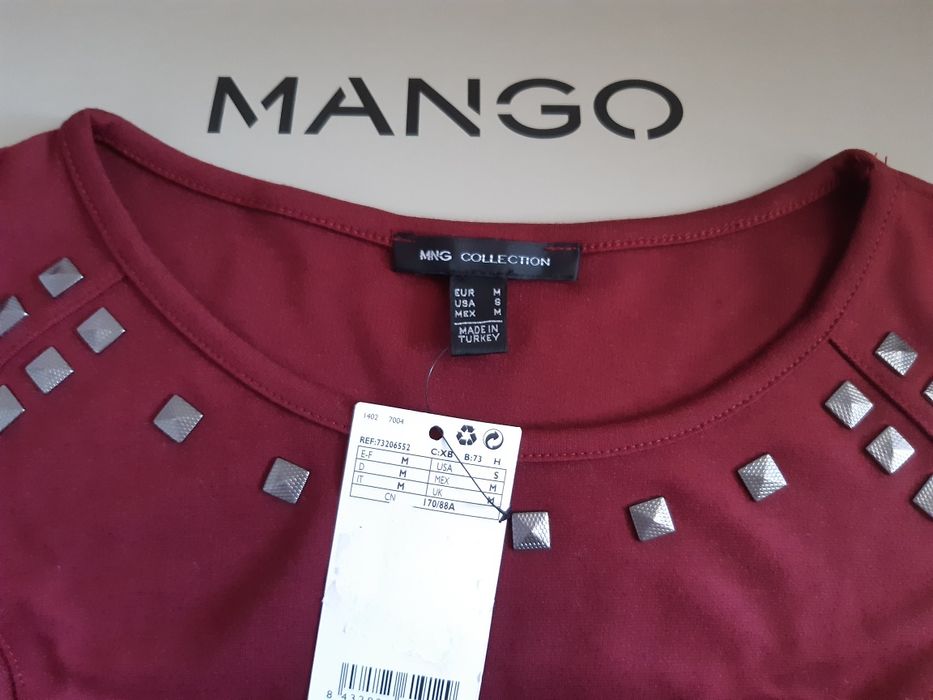 MANGO
MNG COLLECTION
EUR M
USA S
MEX M
MADE IN
TURKEY
1402 7004
REF:73206552 C:XB B:73 H
E-F M USA S
D M MEX M
IT M UK M
CN 170/88A